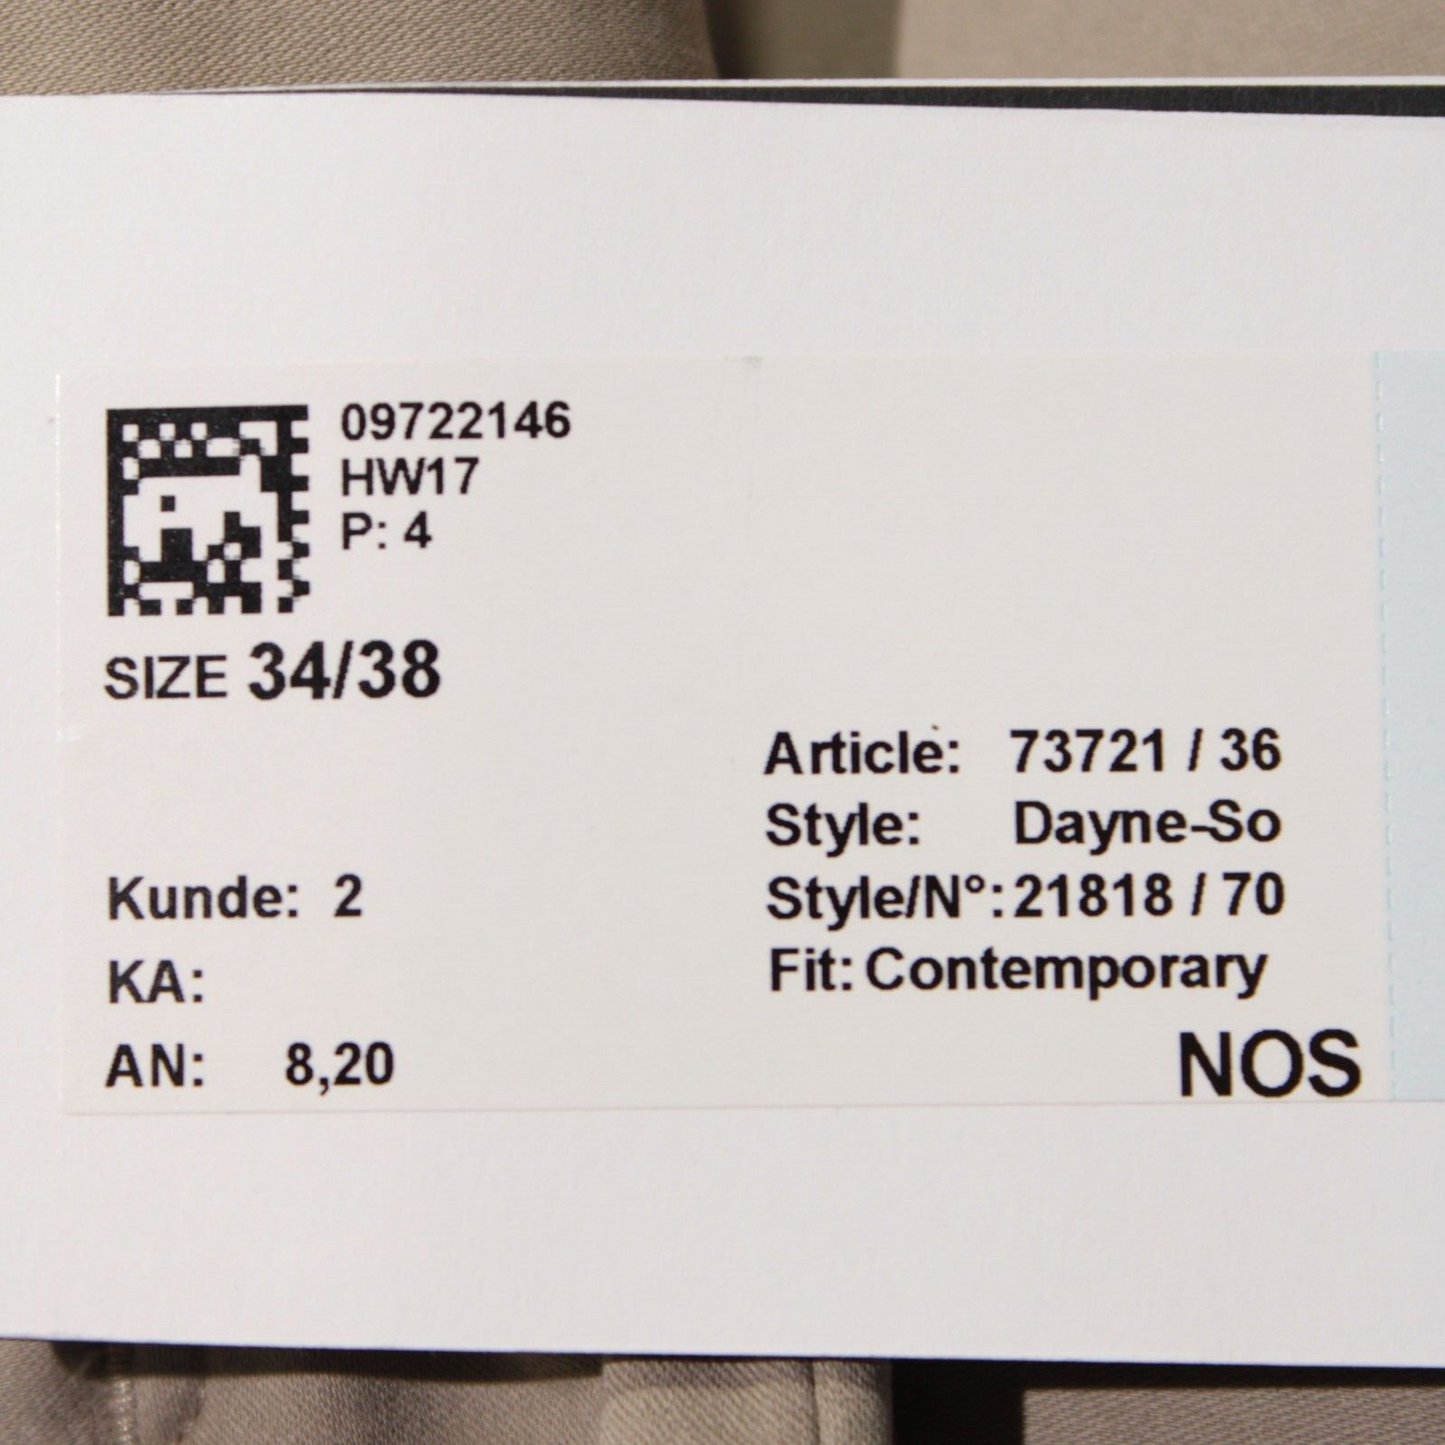 09722146
HW17
P: 4
SIZE 34/38
Article: 73721 / 36
Style: Dayne-So
Style/N°: 21818 / 70
Fit: Contemporary
NOS
Kunde: 2
KA:
AN: 8,20